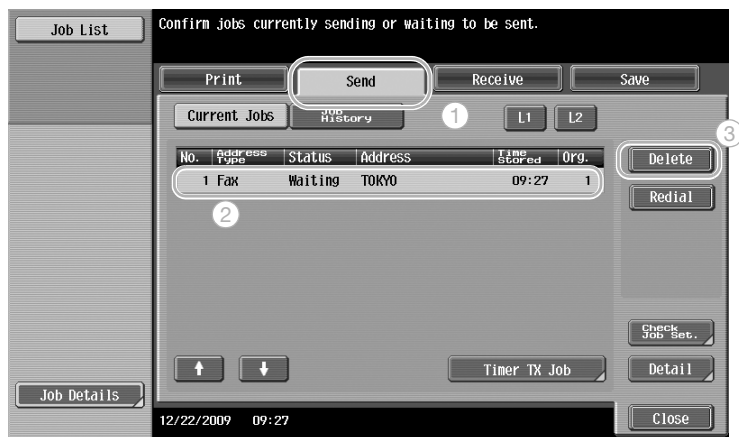 Job List
Confirm jobs currently sending or waiting to be sent.
Print
Send
Receive
Save
Current Jobs
Job History
1
L1
L2
3
No. Address Type Status Address Time Stored Org.
1 Fax Waiting TOKYO 09:27 1
2
Delete
Redial
Check Job Set.
Timer TX Job
Detail
Job Details
12/22/2009 09:27
Close